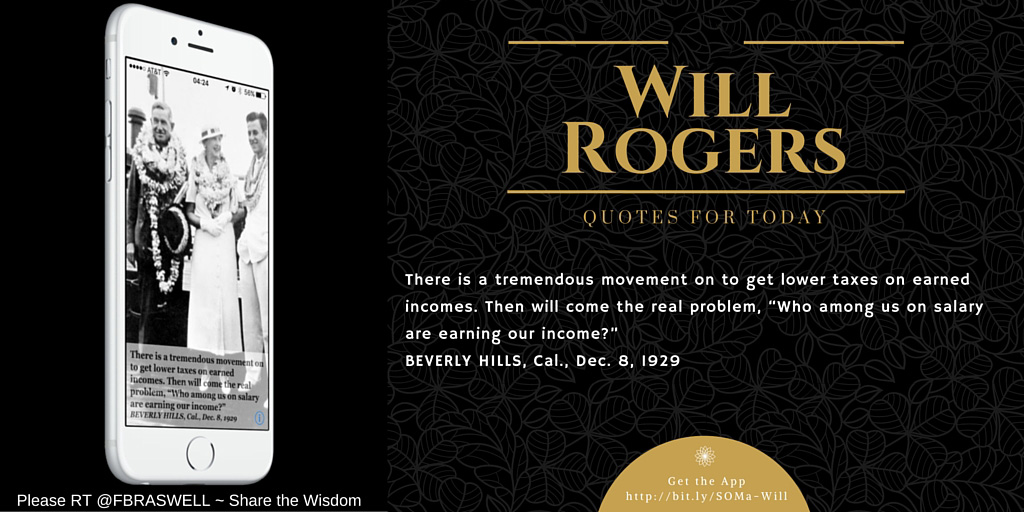 AT&T
04:24
56%
There is a tremendous movement on
to get lower taxes on earned
incomes. Then will come the real
problem, "Who among us on salary
are earning our income?"
BEVERLY HILLS, Cal., Dec. 8, 1929
Please RT @FBRASWELL ~ Share the Wisdom
WILL
ROGERS
QUOTES FOR TODAY
There is a tremendous movement on to get lower taxes on earned
incomes. Then will come the real problem, “Who among us on salary
are earning our income?”
BEVERLY HILLS, Cal., Dec. 8, 1929
Get the App
http://bit.ly/SOMa-Will